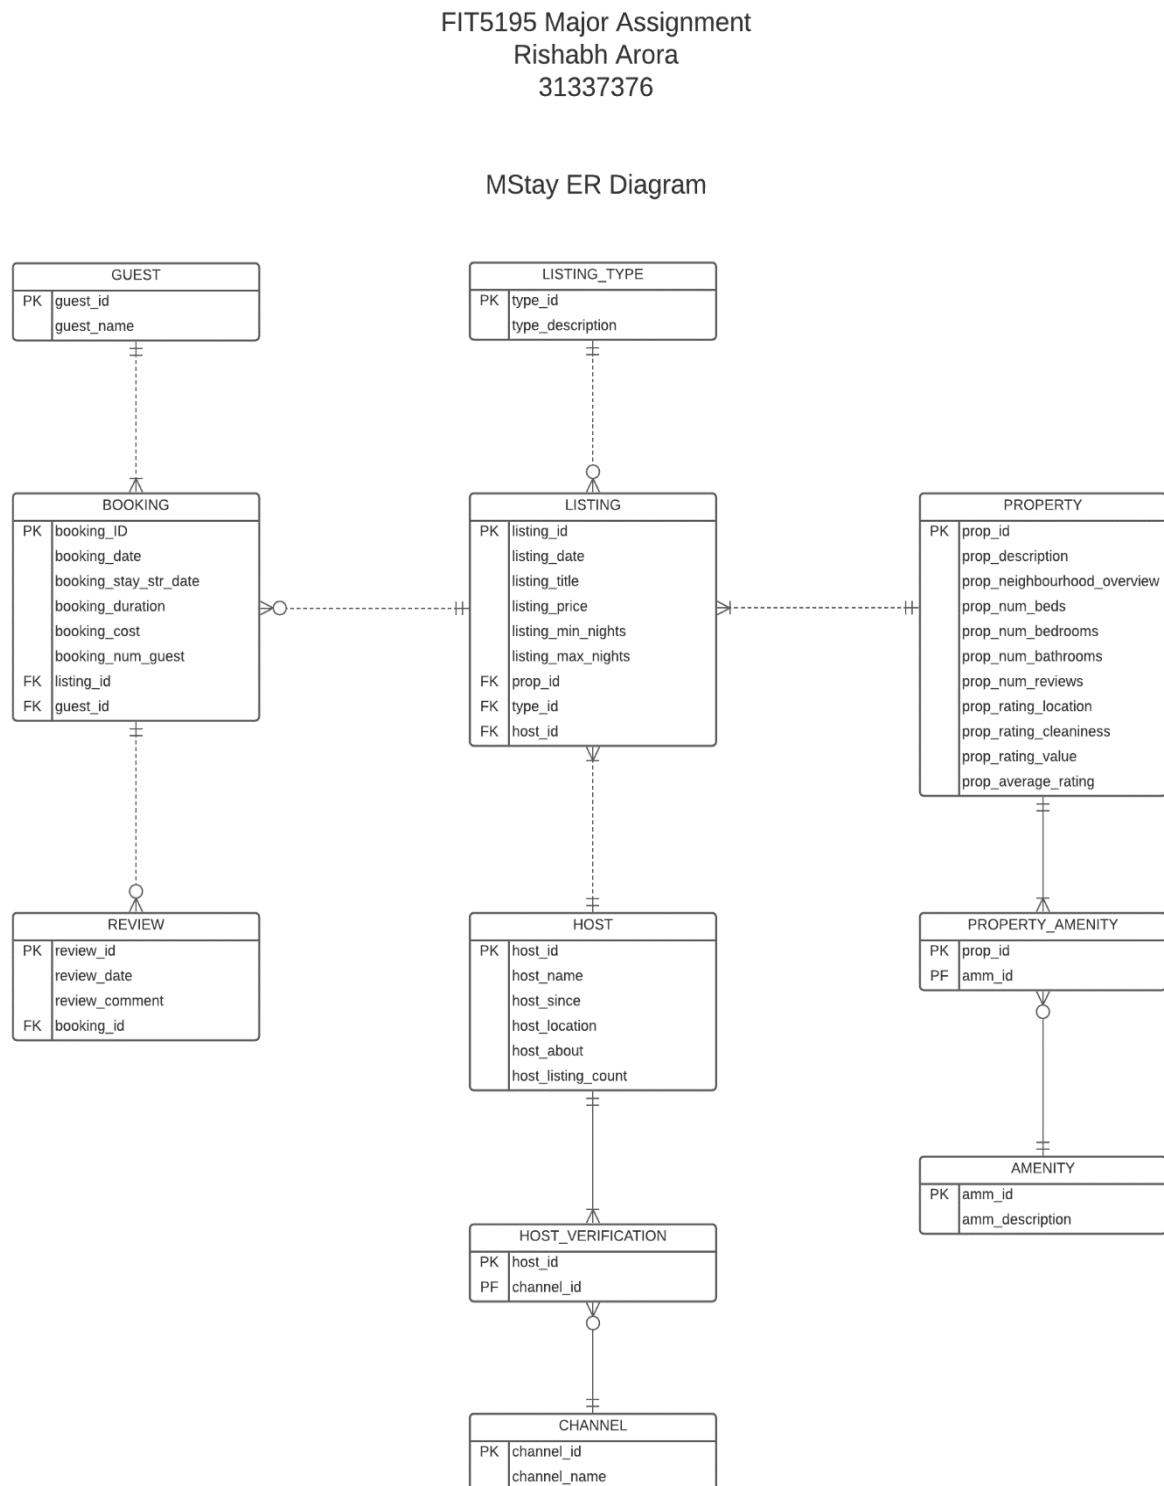 FIT5195 Major Assignment
Rishabh Arora
31337376
MStay ER Diagram
GUEST
PK guest_id
guest_name
LISTING_TYPE
PK type_id
type_description
BOOKING
PK booking_ID
booking_date
booking_stay_str_date
booking_duration
booking_cost
booking_num_guest
FK listing_id
FK guest_id
LISTING
PK listing_id
listing_date
listing_title
listing_price
listing_min_nights
listing_max_nights
FK prop_id
FK type_id
FK host_id
PROPERTY
PK prop_id
prop_description
prop_neighbourhood_overview
prop_num_beds
prop_num_bedrooms
prop_num_bathrooms
prop_num_reviews
prop_rating_location
prop_rating_cleaniness
prop_rating_value
prop_average_rating
REVIEW
PK review_id
review_date
review_comment
FK booking_id
HOST
PK host_id
host_name
host_since
host_location
host_about
host_listing_count
PROPERTY_AMENITY
PK prop_id
PF amm_id
AMENITY
PK amm_id
amm_description
HOST_VERIFICATION
PK host_id
PF channel_id
CHANNEL
PK channel_id
channel_name